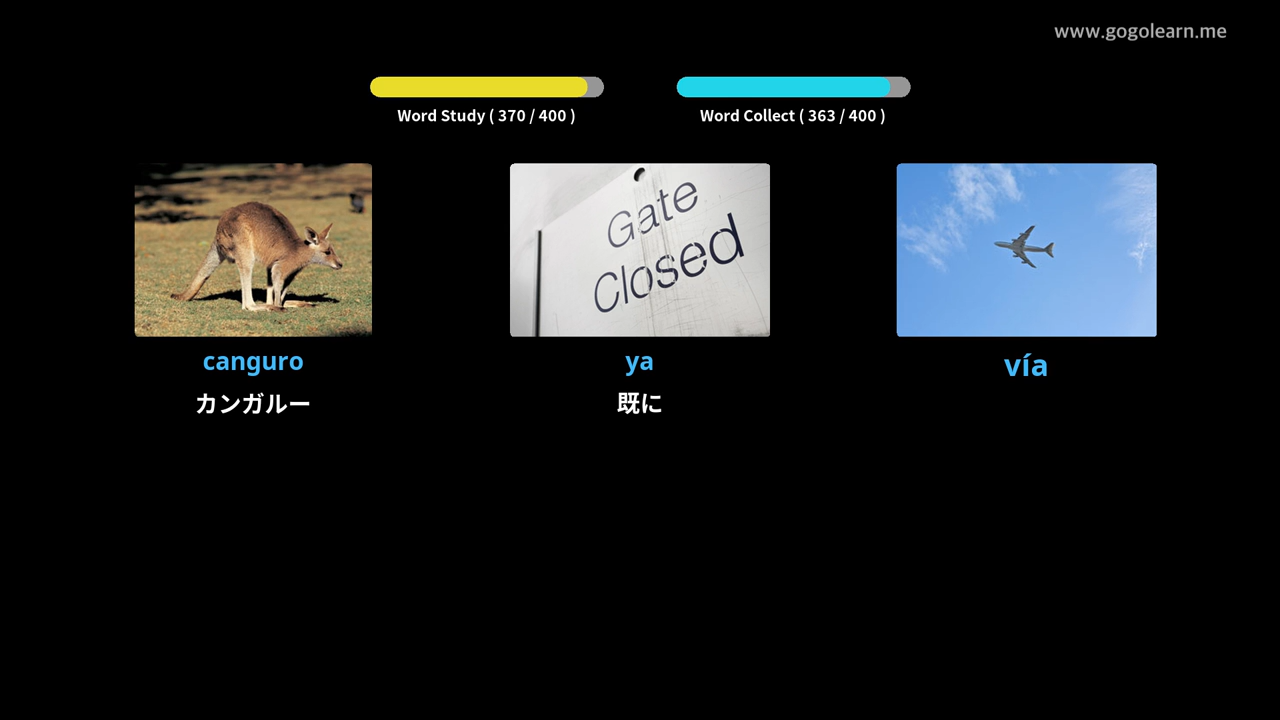 www.gogolearn.me
Word Study ( 370 / 400 )
Word Collect ( 363 / 400 )
Gate
Closed
canguro
ya
vía
カンガルー
既に